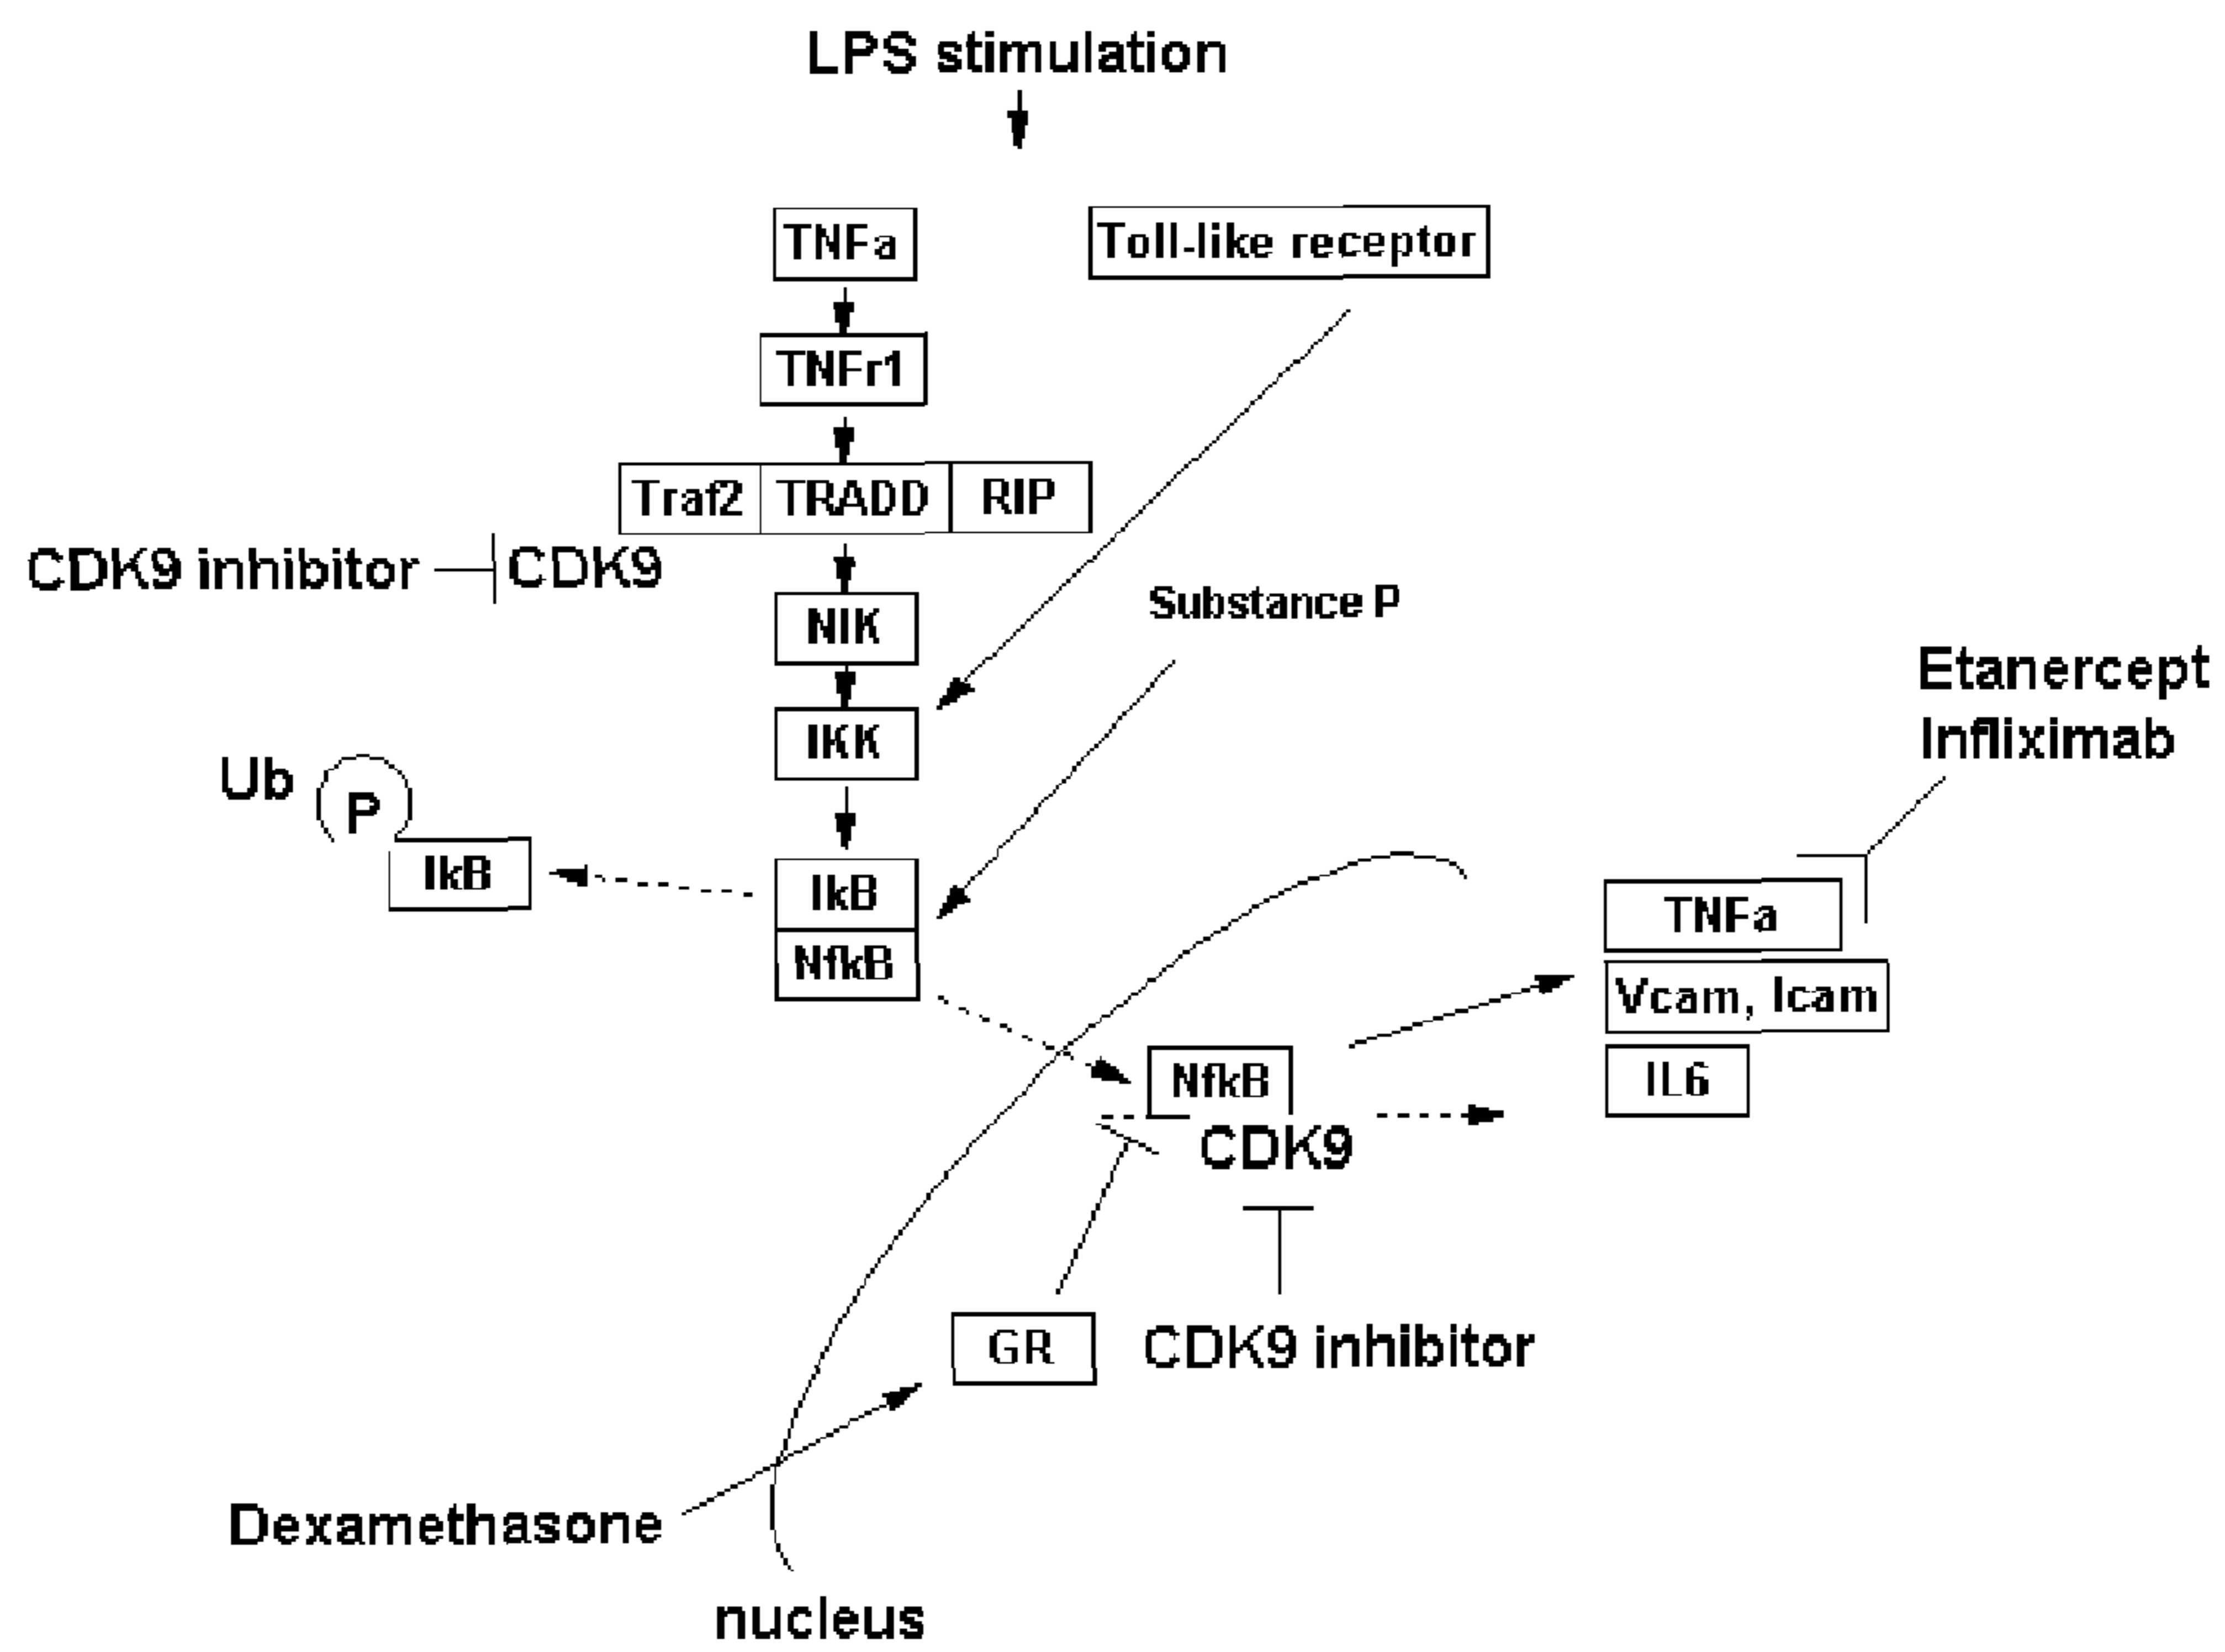 LPS stimulation
TNFa
Toll-like receptor
TNFr1
Traf2 TRADD RIP
CDK9 inhibitor CDK9
NIK
Substance P
IKK
Etanercept
Infliximab
Ub P
IkB
IkB
NfkB
TNFa
Vcam, Icam
IL6
NfkB
CDK9
GR
CDK9 inhibitor
Dexamethasone
nucleus